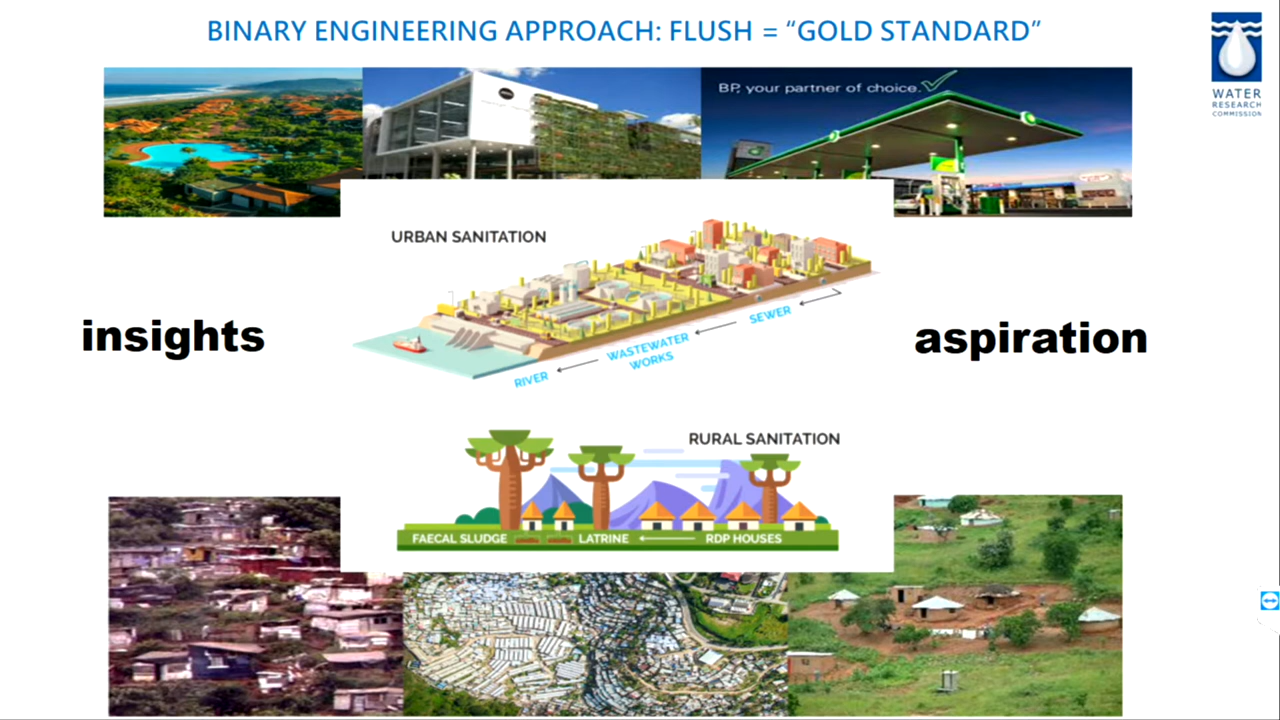 BINARY ENGINEERING APPROACH: FLUSH = “GOLD STANDARD”
WATER
RESEARCH
COMMISSION
BP, your partner of choice.
URBAN SANITATION
insights
aspiration
SEWER
WASTEWATER
WORKS
RIVER
RURAL SANITATION
FAECAL SLUDGE
LATRINE
RDP HOUSES